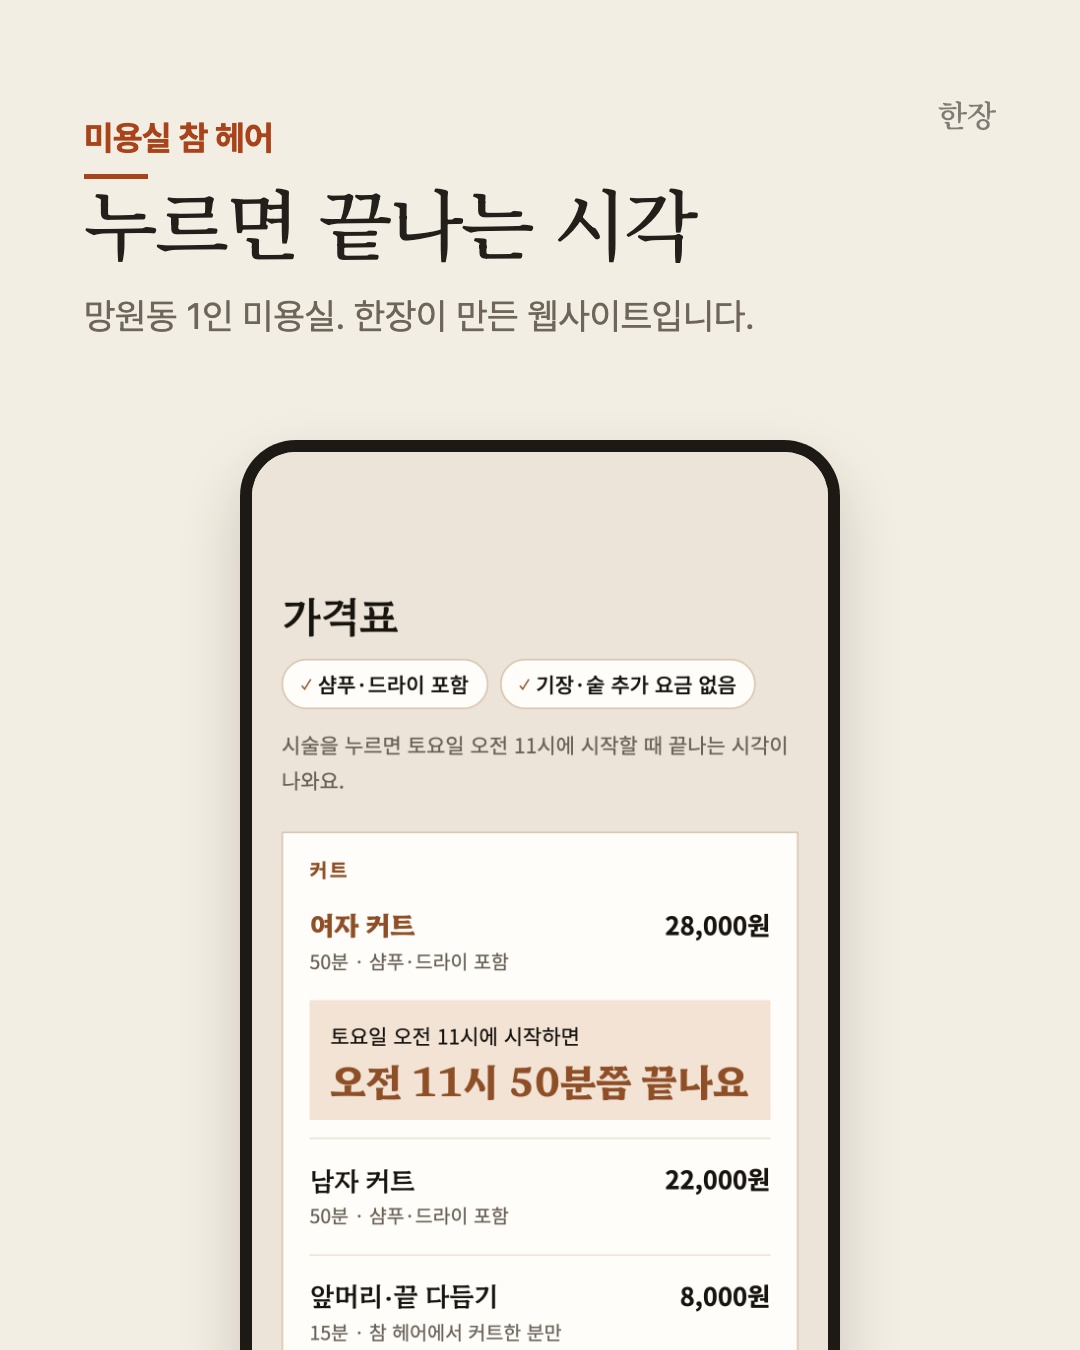 한장
미용실 참 헤어
누르면 끝나는 시각
망원동 1인 미용실. 한장이 만든 웹사이트입니다.
가격표
✓ 샴푸·드라이 포함
✓ 기장·숱 추가 요금 없음
시술을 누르면 토요일 오전 11시에 시작할 때 끝나는 시각이
나와요.
커트
여자 커트 28,000원
50분 · 샴푸·드라이 포함
토요일 오전 11시에 시작하면
오전 11시 50분쯤 끝나요
남자 커트 22,000원
50분 · 샴푸·드라이 포함
앞머리·끝 다듬기 8,000원
15분 · 참 헤어에서 커트한 분만